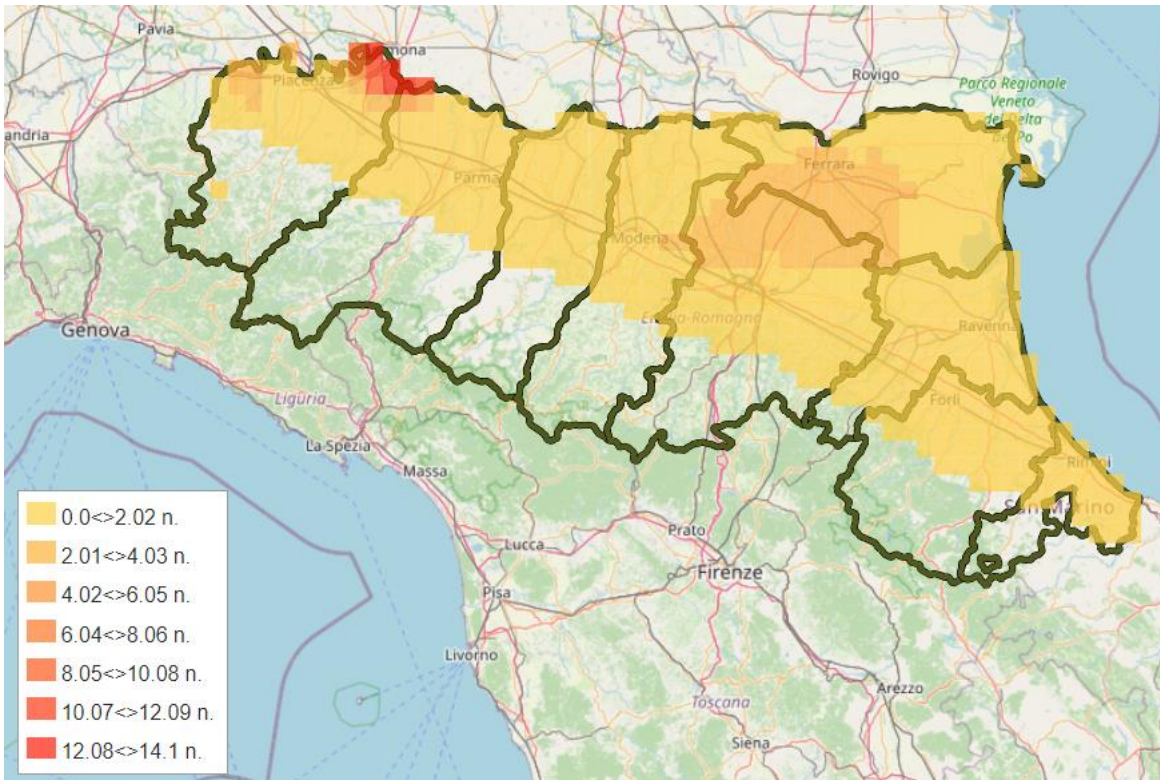 Pavia
mona
Rovigo
Piacenza
Parco Regionale
Veneto
del Delta
del Po
andria
Ferrara
Parma
Modena
Emilia-Romagna
Ravenna
Genova
Forlì
Liguria
La Spezia
Rimini
Massa
San Marino
Prato
Lucca
Firenze
Pisa
Livorno
Arezzo
Toscana
Siena
0.0<>2.02 n.
2.01<>4.03 n.
4.02<>6.05 n.
6.04<>8.06 n.
8.05<>10.08 n.
10.07<>12.09 n.
12.08<>14.1 n.